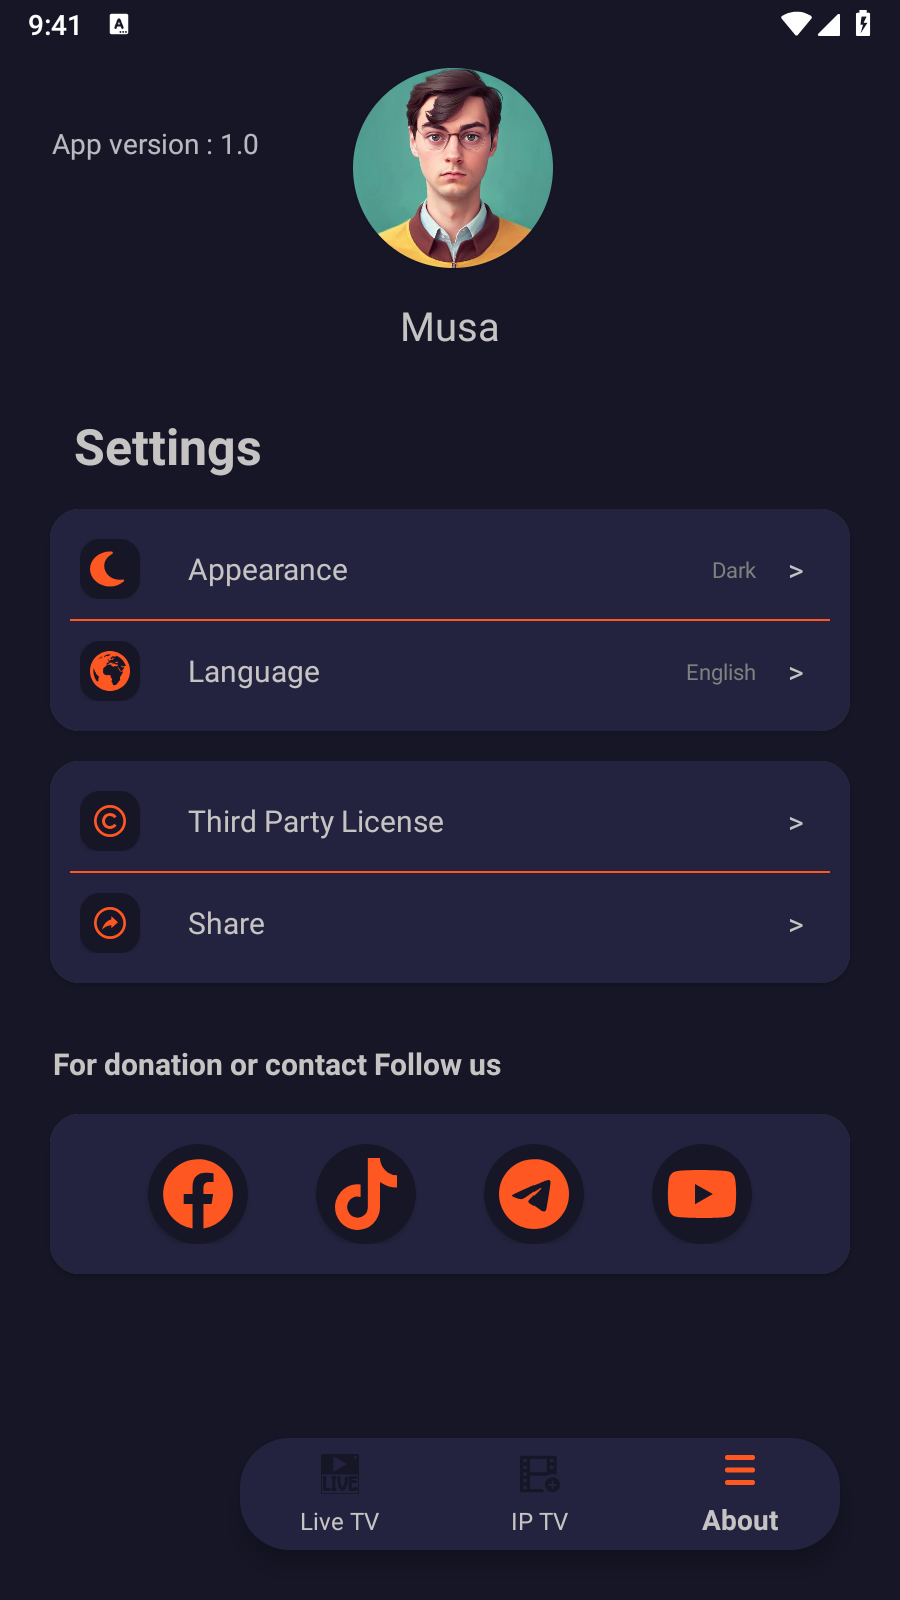 9:41
App version : 1.0
Musa
Settings
Appearance Dark >
Language English >
Third Party License >
Share >
For donation or contact Follow us
LIVE
Live TV IP TV About